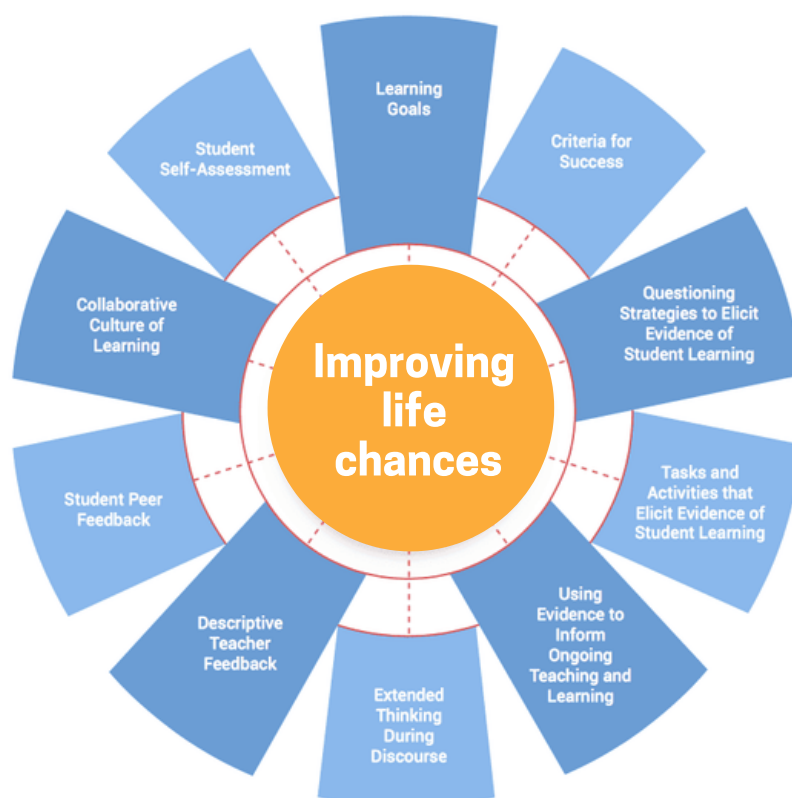 Learning
Goals
Criteria for
Success
Questioning
Strategies to Elicit
Evidence of
Student Learning
Tasks and
Activities that
Elicit Evidence of
Student Learning
Using
Evidence to
Inform
Ongoing
Teaching and
Learning
Extended
Thinking
During
Discourse
Descriptive
Teacher
Feedback
Student Peer
Feedback
Collaborative
Culture of
Learning
Student
Self-Assessment
Improving
life
chances